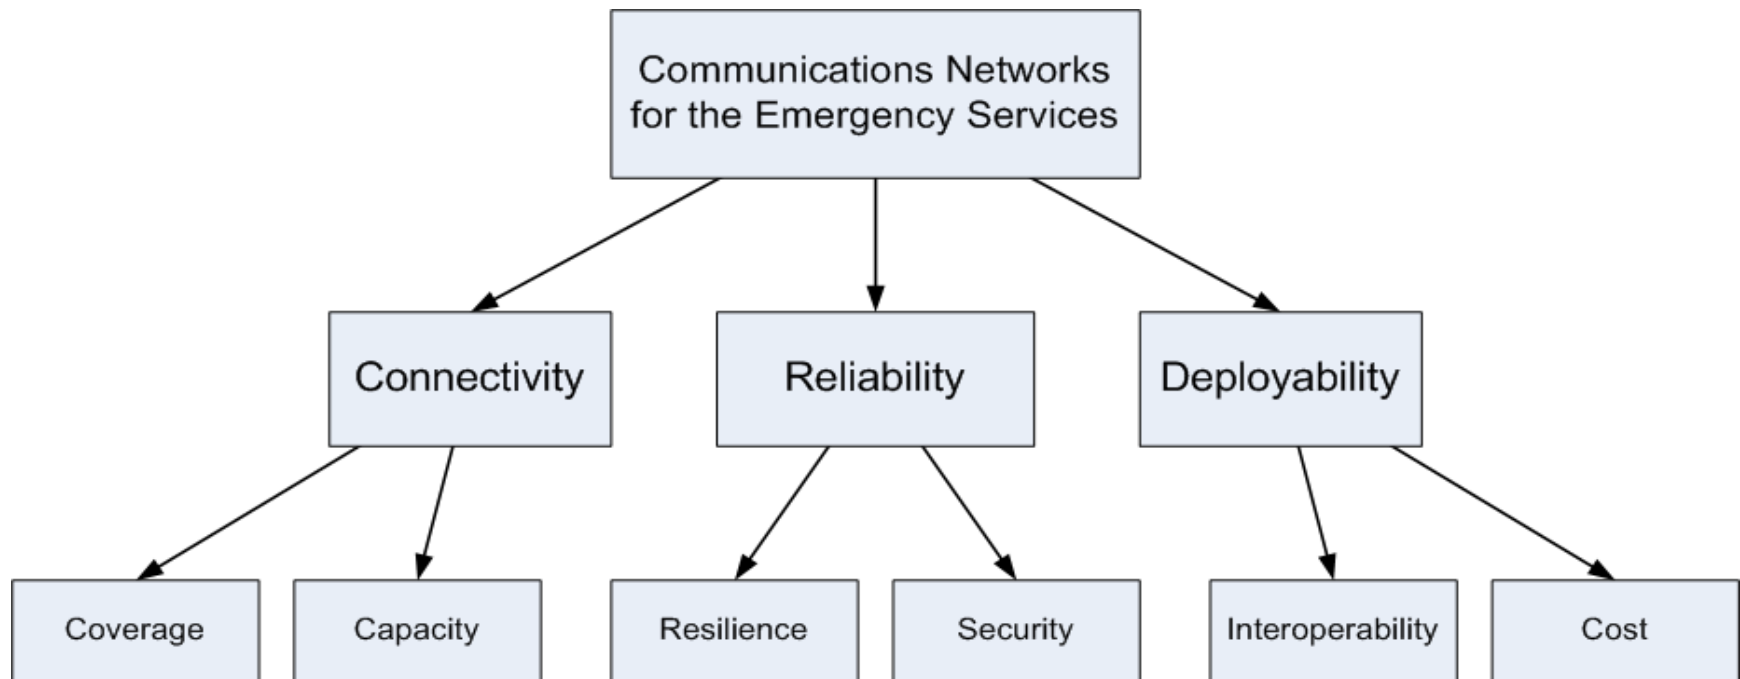 Communications Networks
for the Emergency Services
Connectivity
Reliability
Deployability
Coverage
Capacity
Resilience
Security
Interoperability
Cost